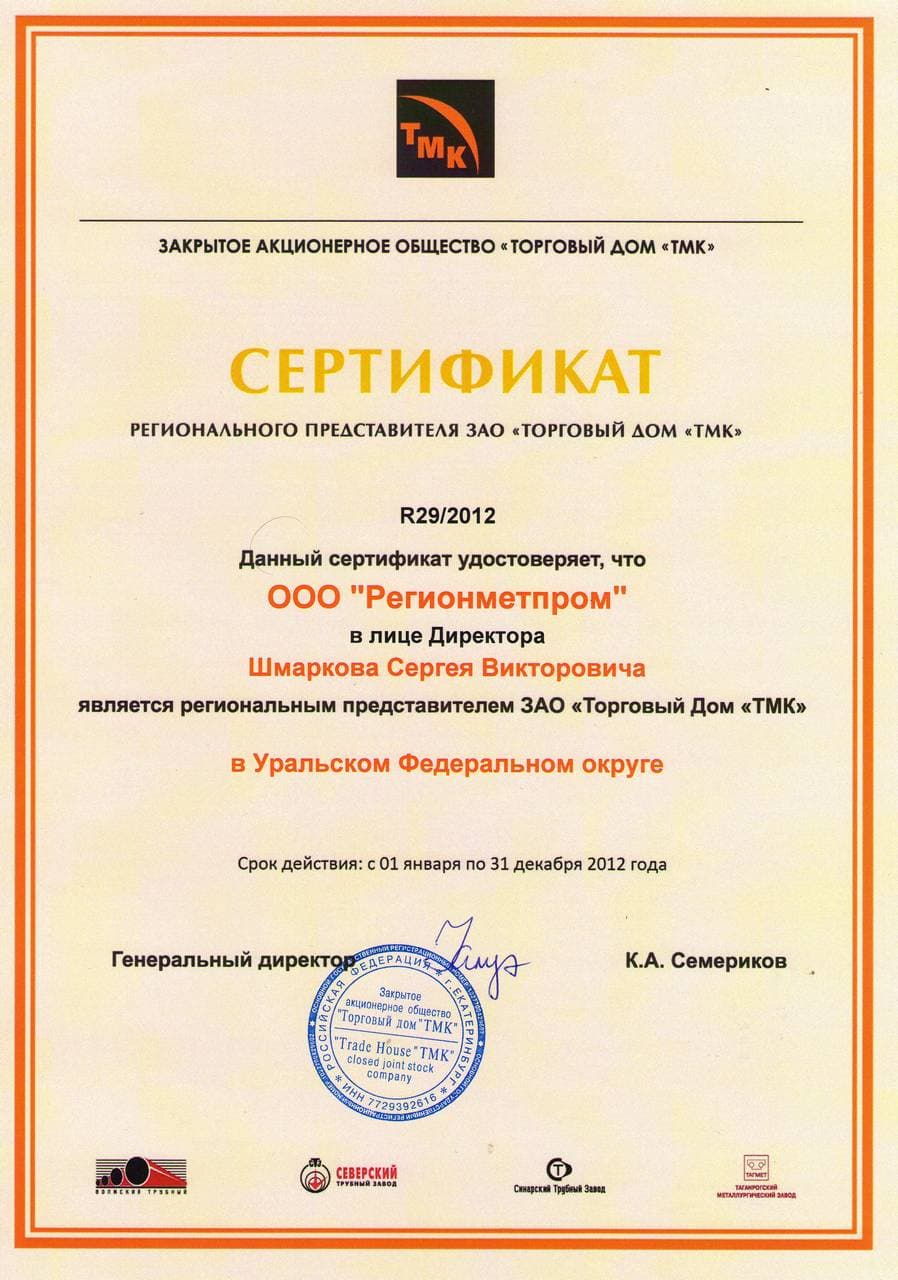 ТМК
ЗАКРЫТОЕ АКЦИОНЕРНОЕ ОБЩЕСТВО «ТОРГОВЫЙ ДОМ «ТМК»
СЕРТИФИКАТ
РЕГИОНАЛЬНОГО ПРЕДСТАВИТЕЛЯ ЗАО «ТОРГОВЫЙ ДОМ «ТМК»
R29/2012
Данный сертификат удостоверяет, что
ООО "Регионметпром"
в лице Директора
Шмаркова Сергея Викторовича
является региональным представителем ЗАО «Торговый Дом «ТМК»
в Уральском Федеральном округе
Срок действия: с 01 января по 31 декабря 2012 года
Генеральный директор
К.А. Семериков
РОССИЙСКАЯ ФЕДЕРАЦИЯ * г.ЕКАТЕРИНБУРГ
Закрытое
акционерное общество
"Торговый дом "ТМК"
"Trade House "ТМК"
closed joint stock
company
* ИНН 7729392616 *
ВОЛЖСКИЙ ТРУБНЫЙ
СТЗ
СЕВЕРСКИЙ
ТРУБНЫЙ ЗАВОД
Синарский Трубный Завод
ТАГМЕТ
ТАГАНРОГСКИЙ
МЕТАЛЛУРГИЧЕСКИЙ ЗАВОД